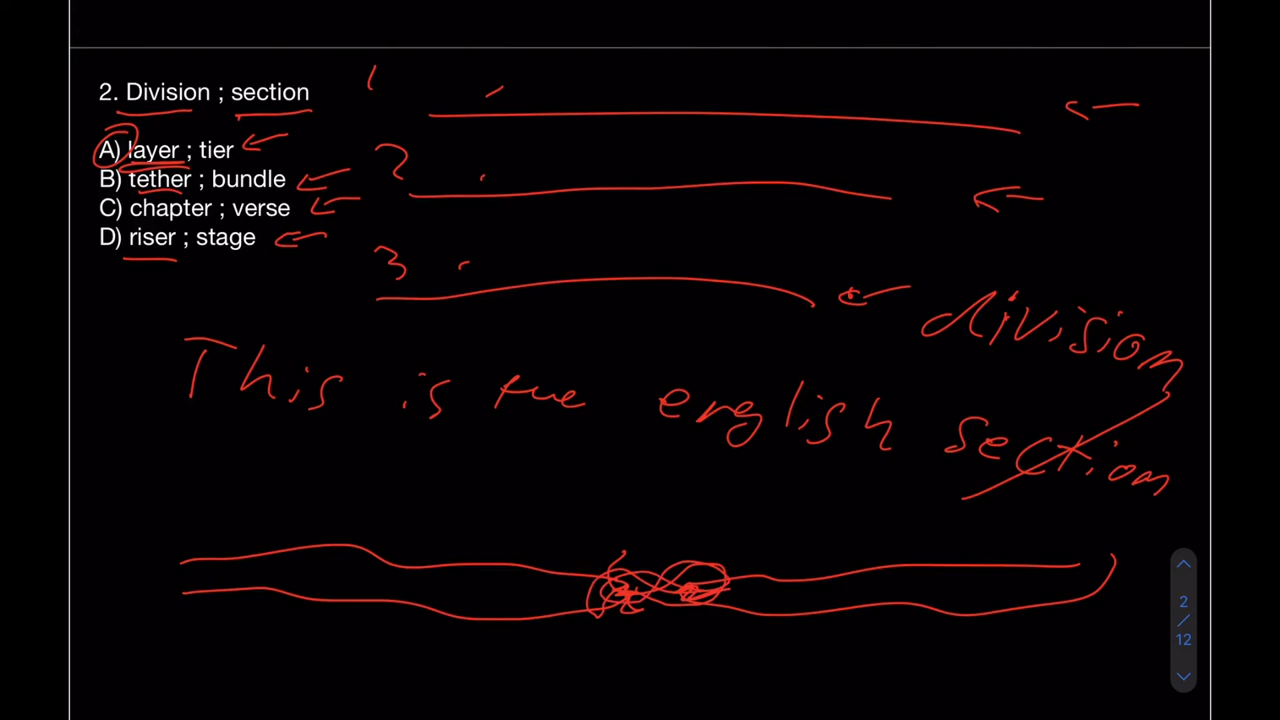 2. Division ; section
A) layer ; tier
B) tether ; bundle
C) chapter ; verse
D) riser ; stage
1
2
3
division
This is the english section
2
/
12